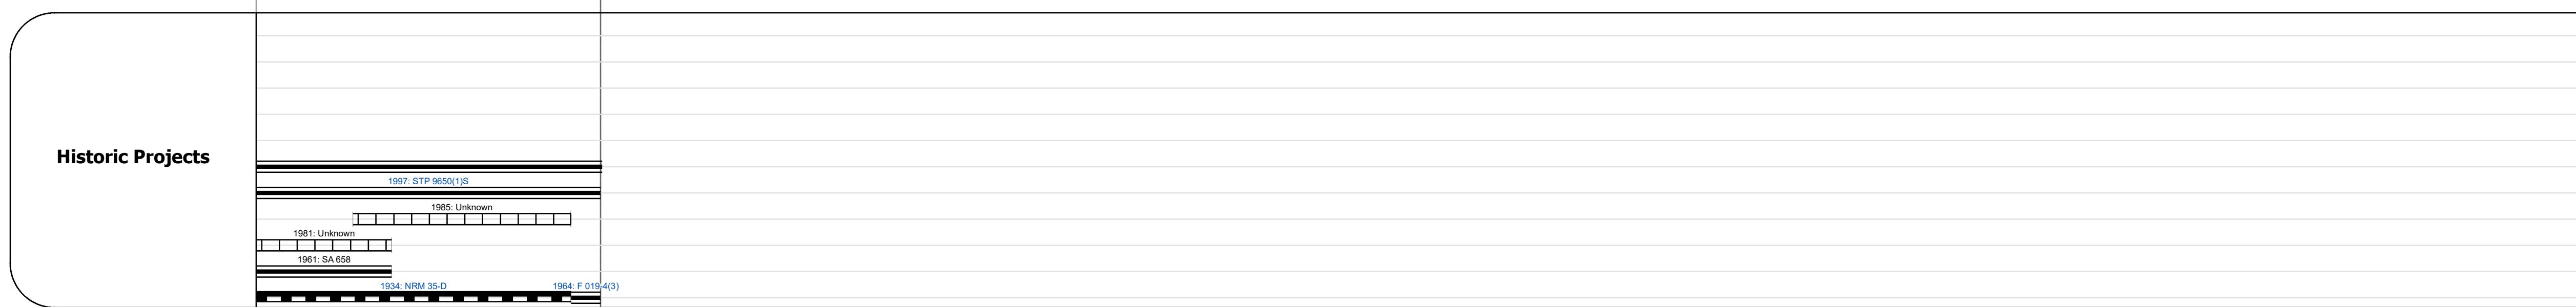 Historic Projects
1997: STP 9650(1)S
1985: Unknown
1981: Unknown
1961: SA 658
1934: NRM 35-D
1964: F 019-4(3)